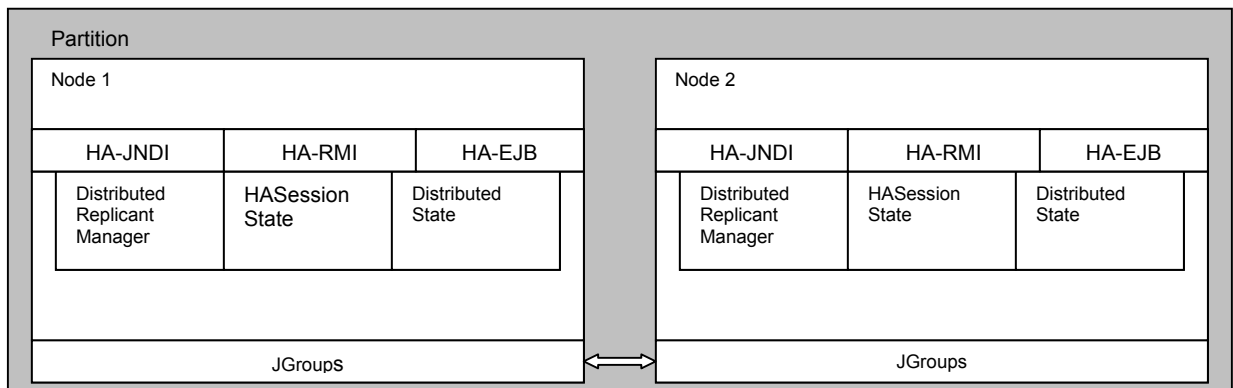 Partition
Node 1
HA-JNDI
HA-RMI
HA-EJB
Distributed
Replicant
Manager
HASession
State
Distributed
State
JGroups
Node 2
HA-JNDI
HA-RMI
HA-EJB
Distributed
Replicant
Manager
HASession
State
Distributed
State
JGroups